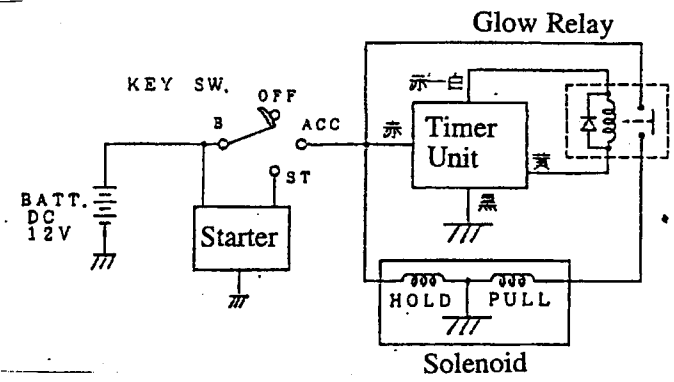 Glow Relay
KEY SW.
OFF
B
ACC
ST
赤
赤-白
Timer
Unit
黄
黒
BATT.
DC
12V
Starter
HOLD
PULL
Solenoid